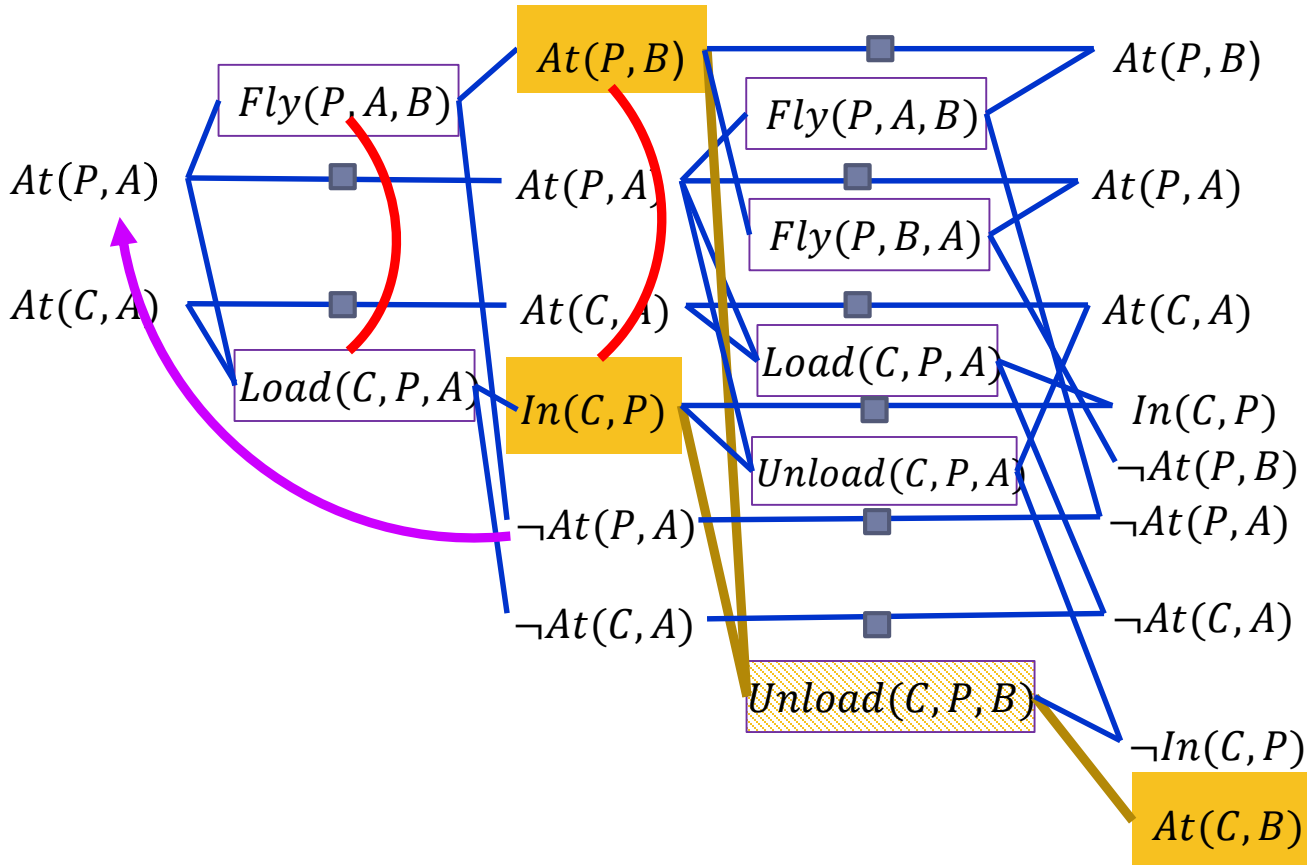 At(P, B)
At(P, B)
Fly(P, A, B)
Fly(P, A, B)
At(P, A)
At(P, A)
At(P, A)
Fly(P, B, A)
At(C, A)
At(C, A)
At(C, A)
Load(C, P, A)
Load(C, P, A)
In(C, P)
In(C, P)
Unload(C, P, A)
¬At(P, B)
¬At(P, A)
¬At(P, A)
¬At(C, A)
¬At(C, A)
Unload(C, P, B)
¬In(C, P)
At(C, B)